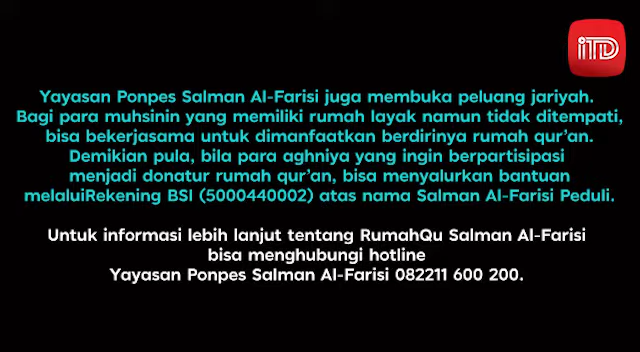 iTD
Yayasan Ponpes Salman Al-Farisi juga membuka peluang jariyah.
Bagi para muhsinin yang memiliki rumah layak namun tidak ditempati,
bisa bekerjasama untuk dimanfaatkan berdirinya rumah qur'an.
Demikian pula, bila para aghniya yang ingin berpartisipasi
menjadi donatur rumah qur'an, bisa menyalurkan bantuan
melaluiRekening BSI (5000440002) atas nama Salman Al-Farisi Peduli.
Untuk informasi lebih lanjut tentang RumahQu Salman Al-Farisi
bisa menghubungi hotline
Yayasan Ponpes Salman Al-Farisi 082211 600 200.